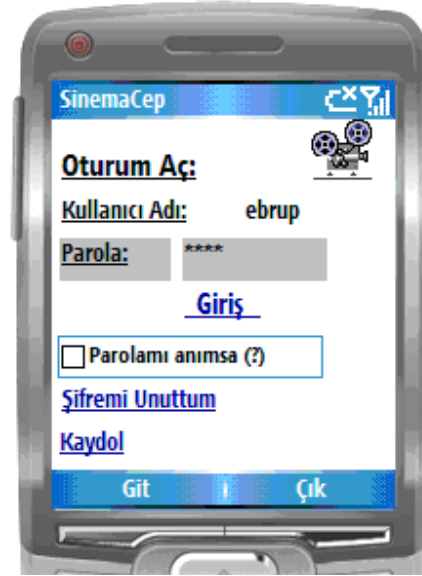 SinemaCep
Oturum Aç:
Kullanıcı Adı: ebrup
Parola: ****
Giriş
Parolamı anımsa (?)
Şifremi Unuttum
Kaydol
Git Çık